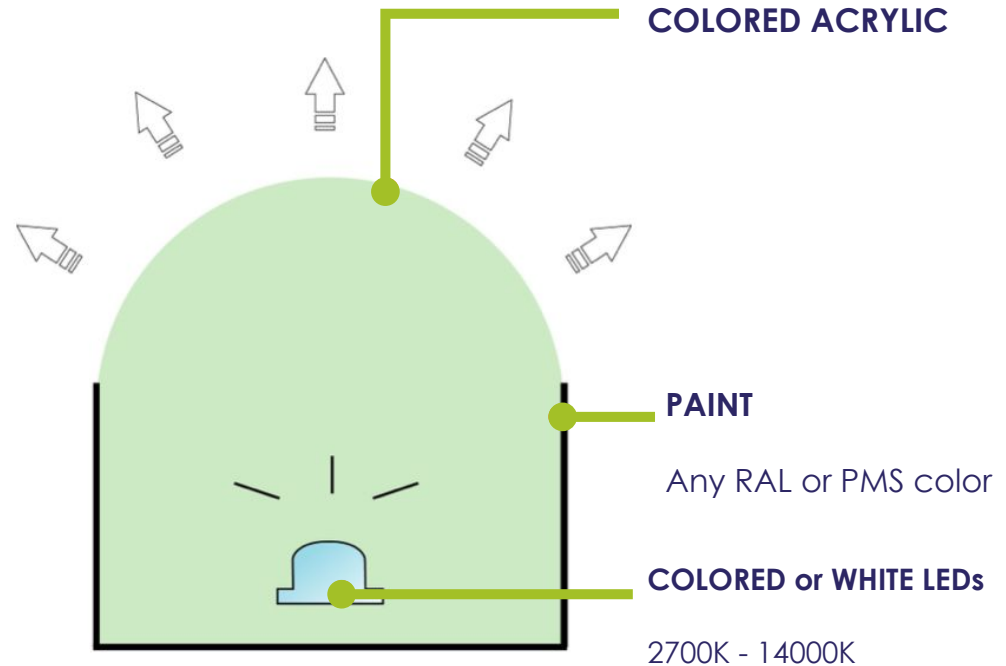 COLORED ACRYLIC
PAINT
Any RAL or PMS color
COLORED or WHITE LEDs
2700K - 14000K